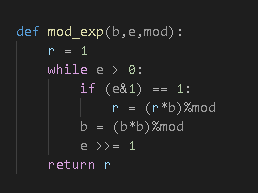 def mod_exp(b,e,mod):
    r = 1
    while e > 0:
        if (e&1) == 1:
            r = (r*b)%mod
        b = (b*b)%mod
        e >>= 1
    return r